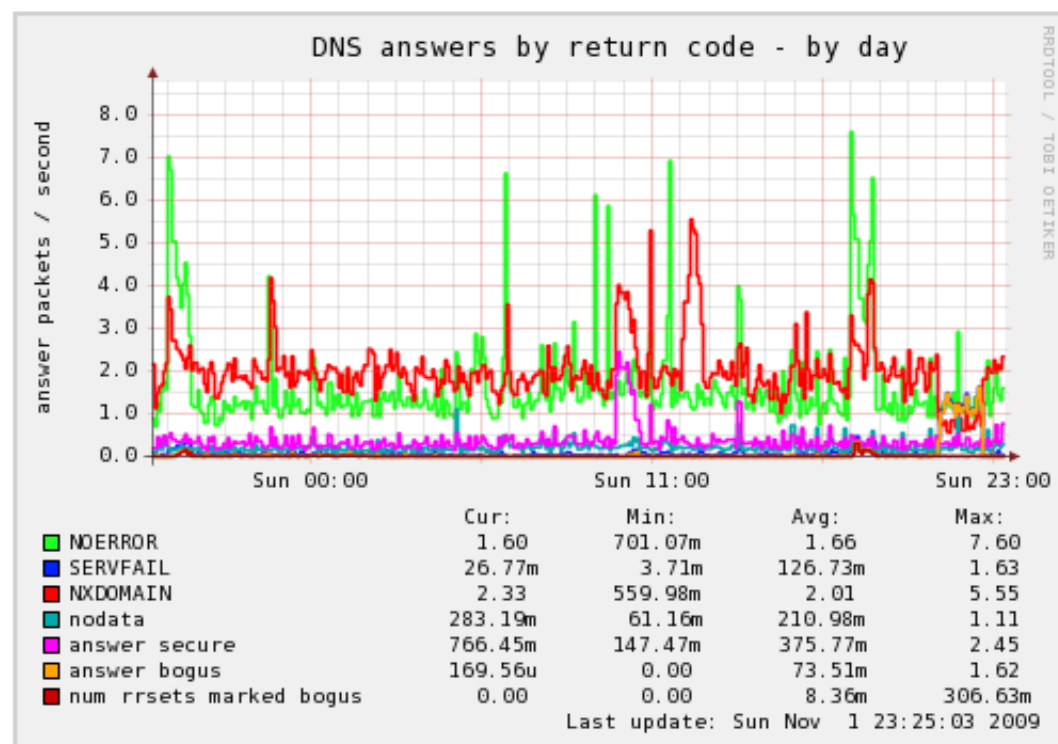 DNS answers by return code - by day
RRDTOOL / TOBI OETIKER
answer packets / second
8.0
7.0
6.0
5.0
4.0
3.0
2.0
1.0
0.0
Sun 00:00 Sun 11:00 Sun 23:00
Cur: Min: Avg: Max:
NOERROR 1.60 701.07m 1.66 7.60
SERVFAIL 26.77m 3.71m 126.73m 1.63
NXDOMAIN 2.33 559.98m 2.01 5.55
nodata 283.19m 61.16m 210.98m 1.11
answer secure 766.45m 147.47m 375.77m 2.45
answer bogus 169.56u 0.00 73.51m 1.62
num rrsets marked bogus 0.00 0.00 8.36m 306.63m
Last update: Sun Nov 1 23:25:03 2009